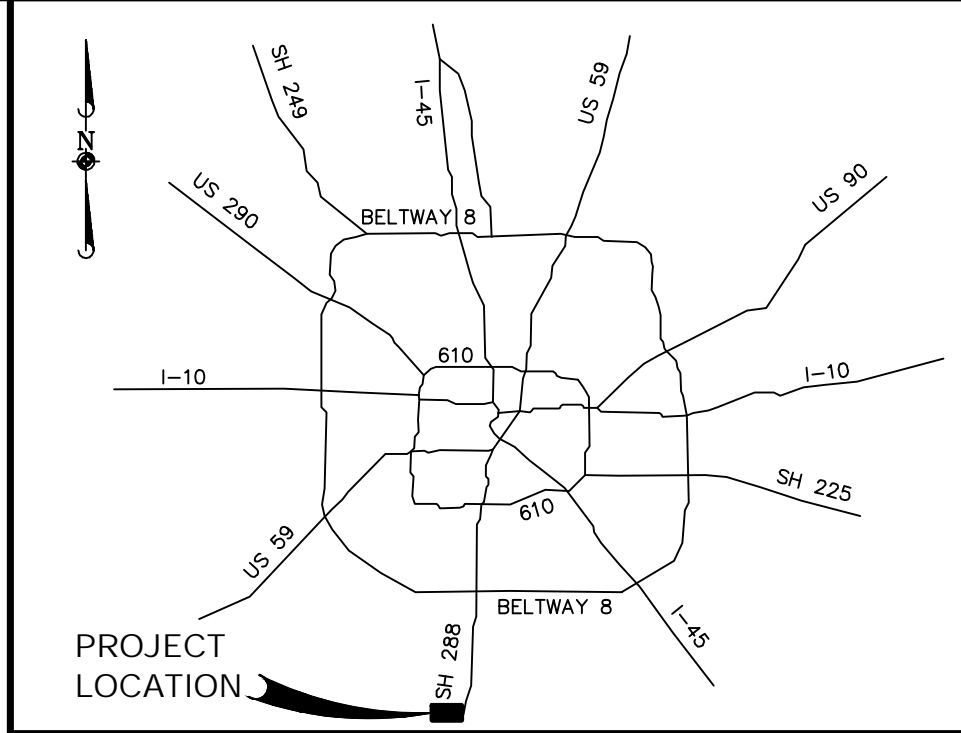 SH 249
I-45
US 59
N
US 290
BELTWAY 8
US 90
610
I-10
I-10
SH 225
610
US 59
BELTWAY 8
I-45
SH 288
PROJECT
LOCATION